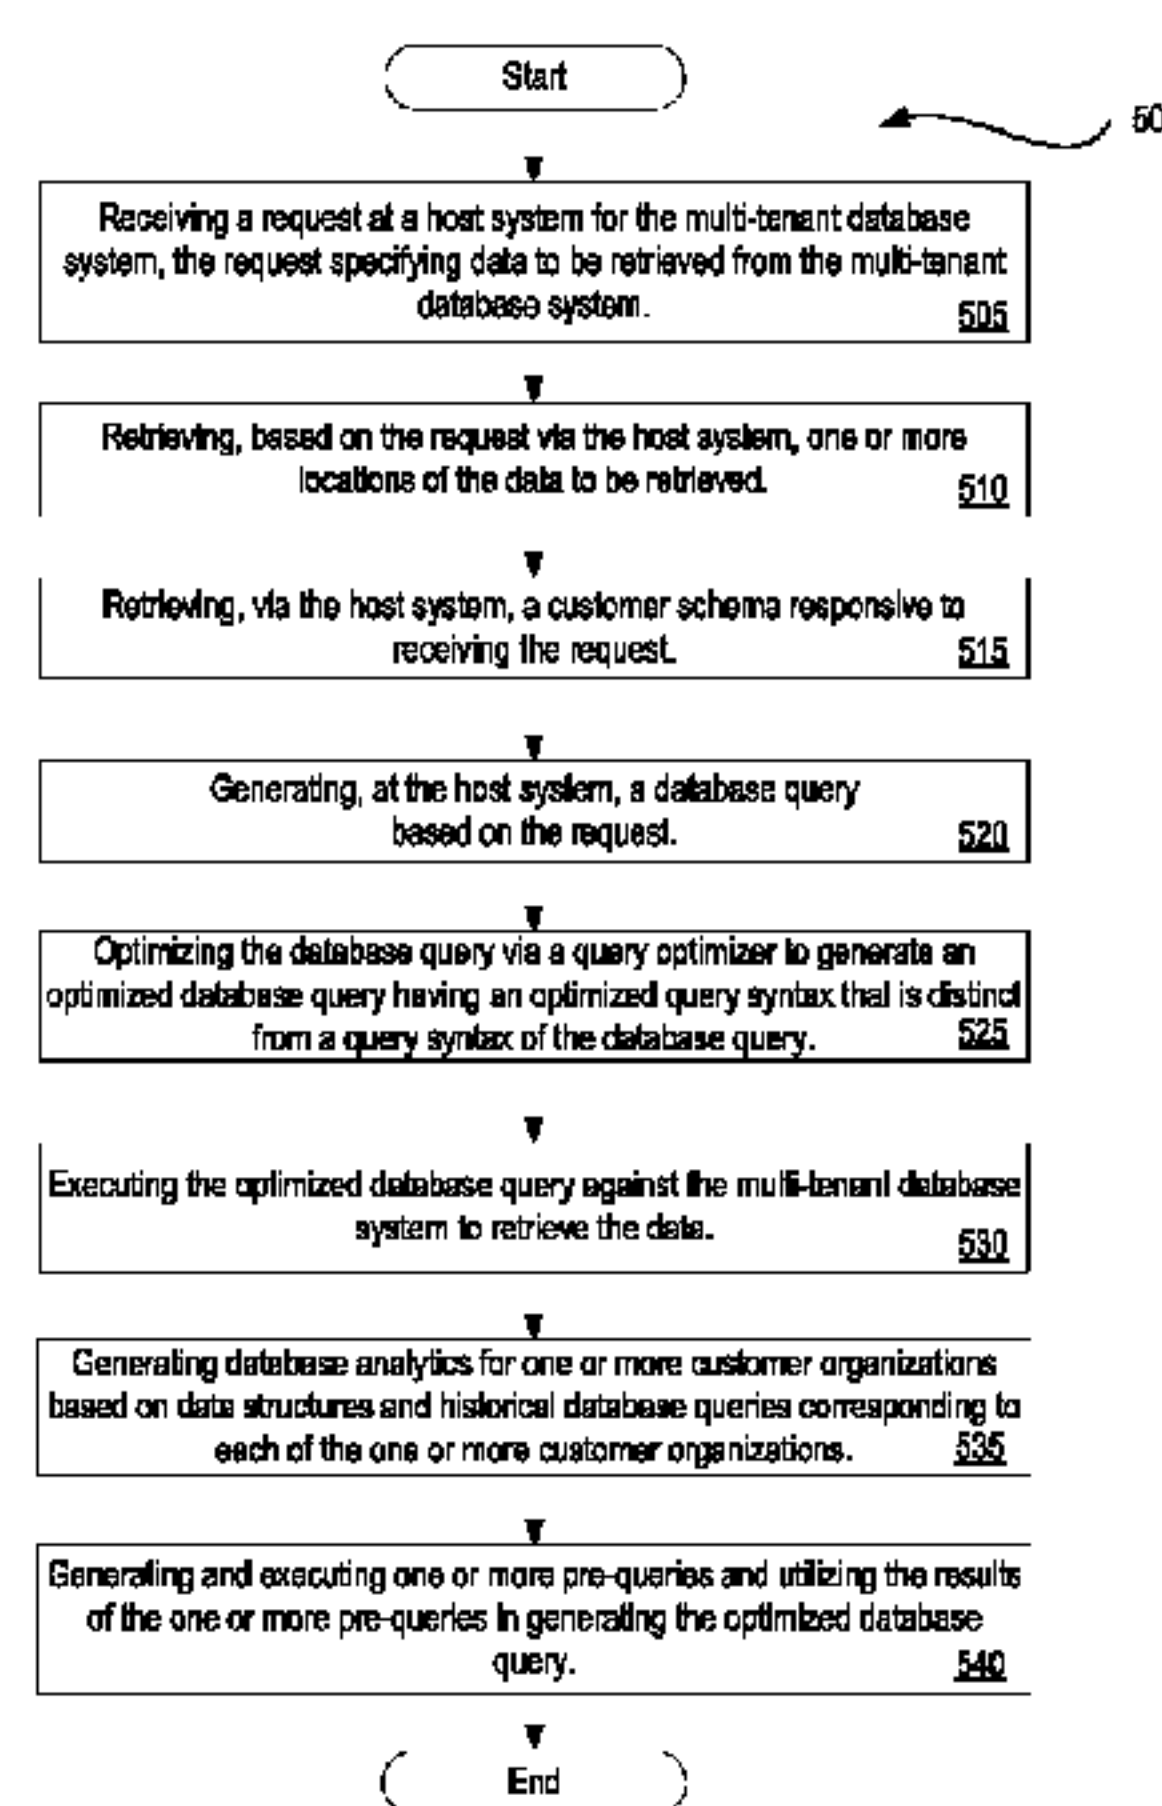 Start
50
Receiving a request at a host system for the multi-tenant database
system, the request specifying data to be retrieved from the multi-tenant
database system.
505
Retrieving, based on the request via the host system, one or more
locations of the data to be retrieved.
510
Retrieving, via the host system, a customer schema responsive to
receiving the request.
515
Generating, at the host system, a database query
based on the request.
520
Optimizing the database query via a query optimizer to generate an
optimized database query having an optimized query syntax that is distinct
from a query syntax of the database query.
525
Executing the optimized database query against the multi-tenant database
system to retrieve the data.
530
Generating database analytics for one or more customer organizations
based on data structures and historical database queries corresponding to
each of the one or more customer organizations.
535
Generating and executing one or more pre-queries and utilizing the results
of the one or more pre-queries in generating the optimized database
query.
540
End